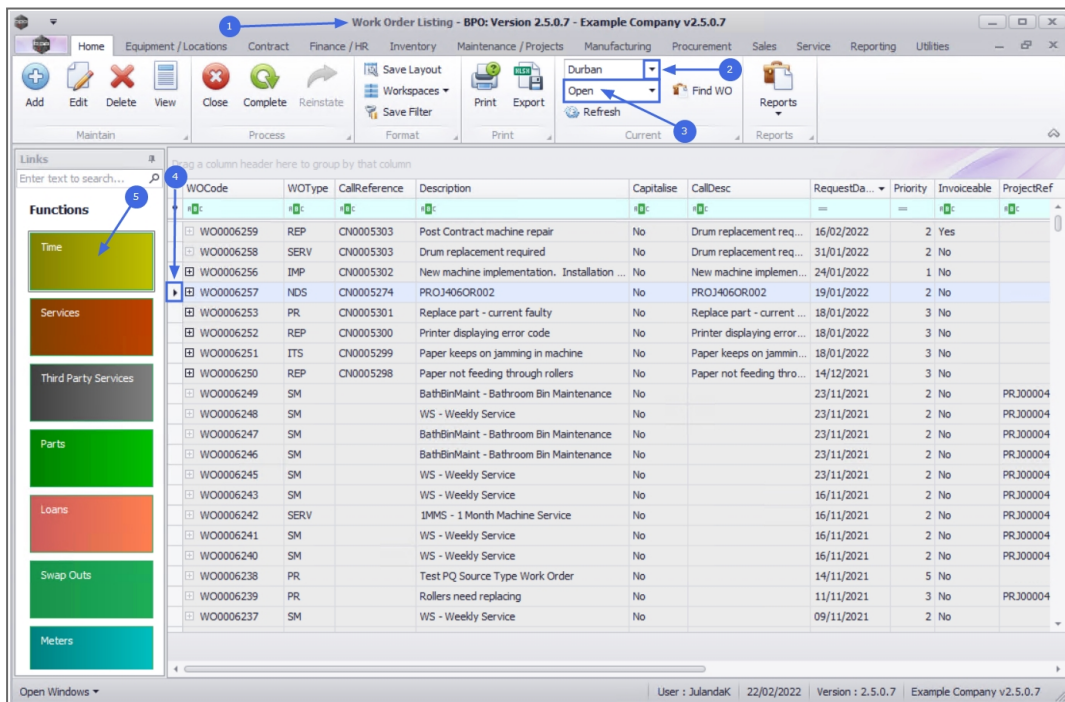 1
Work Order Listing - BPO: Version 2.5.0.7 - Example Company v2.5.0.7
Home Equipment / Locations Contract Finance / HR Inventory Maintenance / Projects Manufacturing Procurement Sales Service Reporting Utilities
Add Edit Delete View Close Complete Reinstate Save Layout Workspaces Save Filter Print Export Durban Open Refresh Find WO Reports
2
3
Maintain Process Format Print Current Reports
Links
Enter text to search...
Functions
Time
Services
Third Party Services
Parts
Loans
Swap Outs
Meters
4
5
Drag a column header here to group by that column
WOCode WOType CallReference Description Capitalise CallDesc RequestDa... Priority Invoiceable ProjectRef
WO0006259 REP CN0005303 Post Contract machine repair No Drum replacement req... 16/02/2022 2 Yes
WO0006258 SERV CN0005303 Drum replacement required No Drum replacement req... 31/01/2022 2 No
WO0006256 IMP CN0005302 New machine implementation. Installation ... No New machine implemen... 24/01/2022 1 No
WO0006257 NDS CN0005274 PROJ406OR002 No PROJ406OR002 19/01/2022 2 No
WO0006253 PR CN0005301 Replace part - current faulty No Replace part - current ... 18/01/2022 3 No
WO0006252 REP CN0005300 Printer displaying error code No Printer displaying error... 18/01/2022 3 No
WO0006251 ITS CN0005299 Paper keeps on jamming in machine No Paper keeps on jammin... 18/01/2022 3 No
WO0006250 REP CN0005298 Paper not feeding through rollers No Paper not feeding thro... 14/12/2021 3 No
WO0006249 SM BathBinMaint - Bathroom Bin Maintenance No 23/11/2021 2 No PRJ00004
WO0006248 SM WS - Weekly Service No 23/11/2021 2 No PRJ00004
WO0006247 SM BathBinMaint - Bathroom Bin Maintenance No 23/11/2021 2 No PRJ00004
WO0006246 SM BathBinMaint - Bathroom Bin Maintenance No 23/11/2021 2 No PRJ00004
WO0006245 SM WS - Weekly Service No 23/11/2021 2 No PRJ00004
WO0006243 SM WS - Weekly Service No 16/11/2021 2 No PRJ00004
WO0006242 SERV 1MMS - 1 Month Machine Service No 16/11/2021 2 No PRJ00004
WO0006241 SM WS - Weekly Service No 16/11/2021 2 No PRJ00004
WO0006240 SM WS - Weekly Service No 16/11/2021 2 No PRJ00004
WO0006238 PR Test PQ Source Type Work Order No 14/11/2021 5 No
WO0006239 PR Rollers need replacing No 11/11/2021 3 No PRJ00004
WO0006237 SM WS - Weekly Service No 09/11/2021 2 No
Open Windows User : JulandaK 22/02/2022 Version : 2.5.0.7 Example Company v2.5.0.7